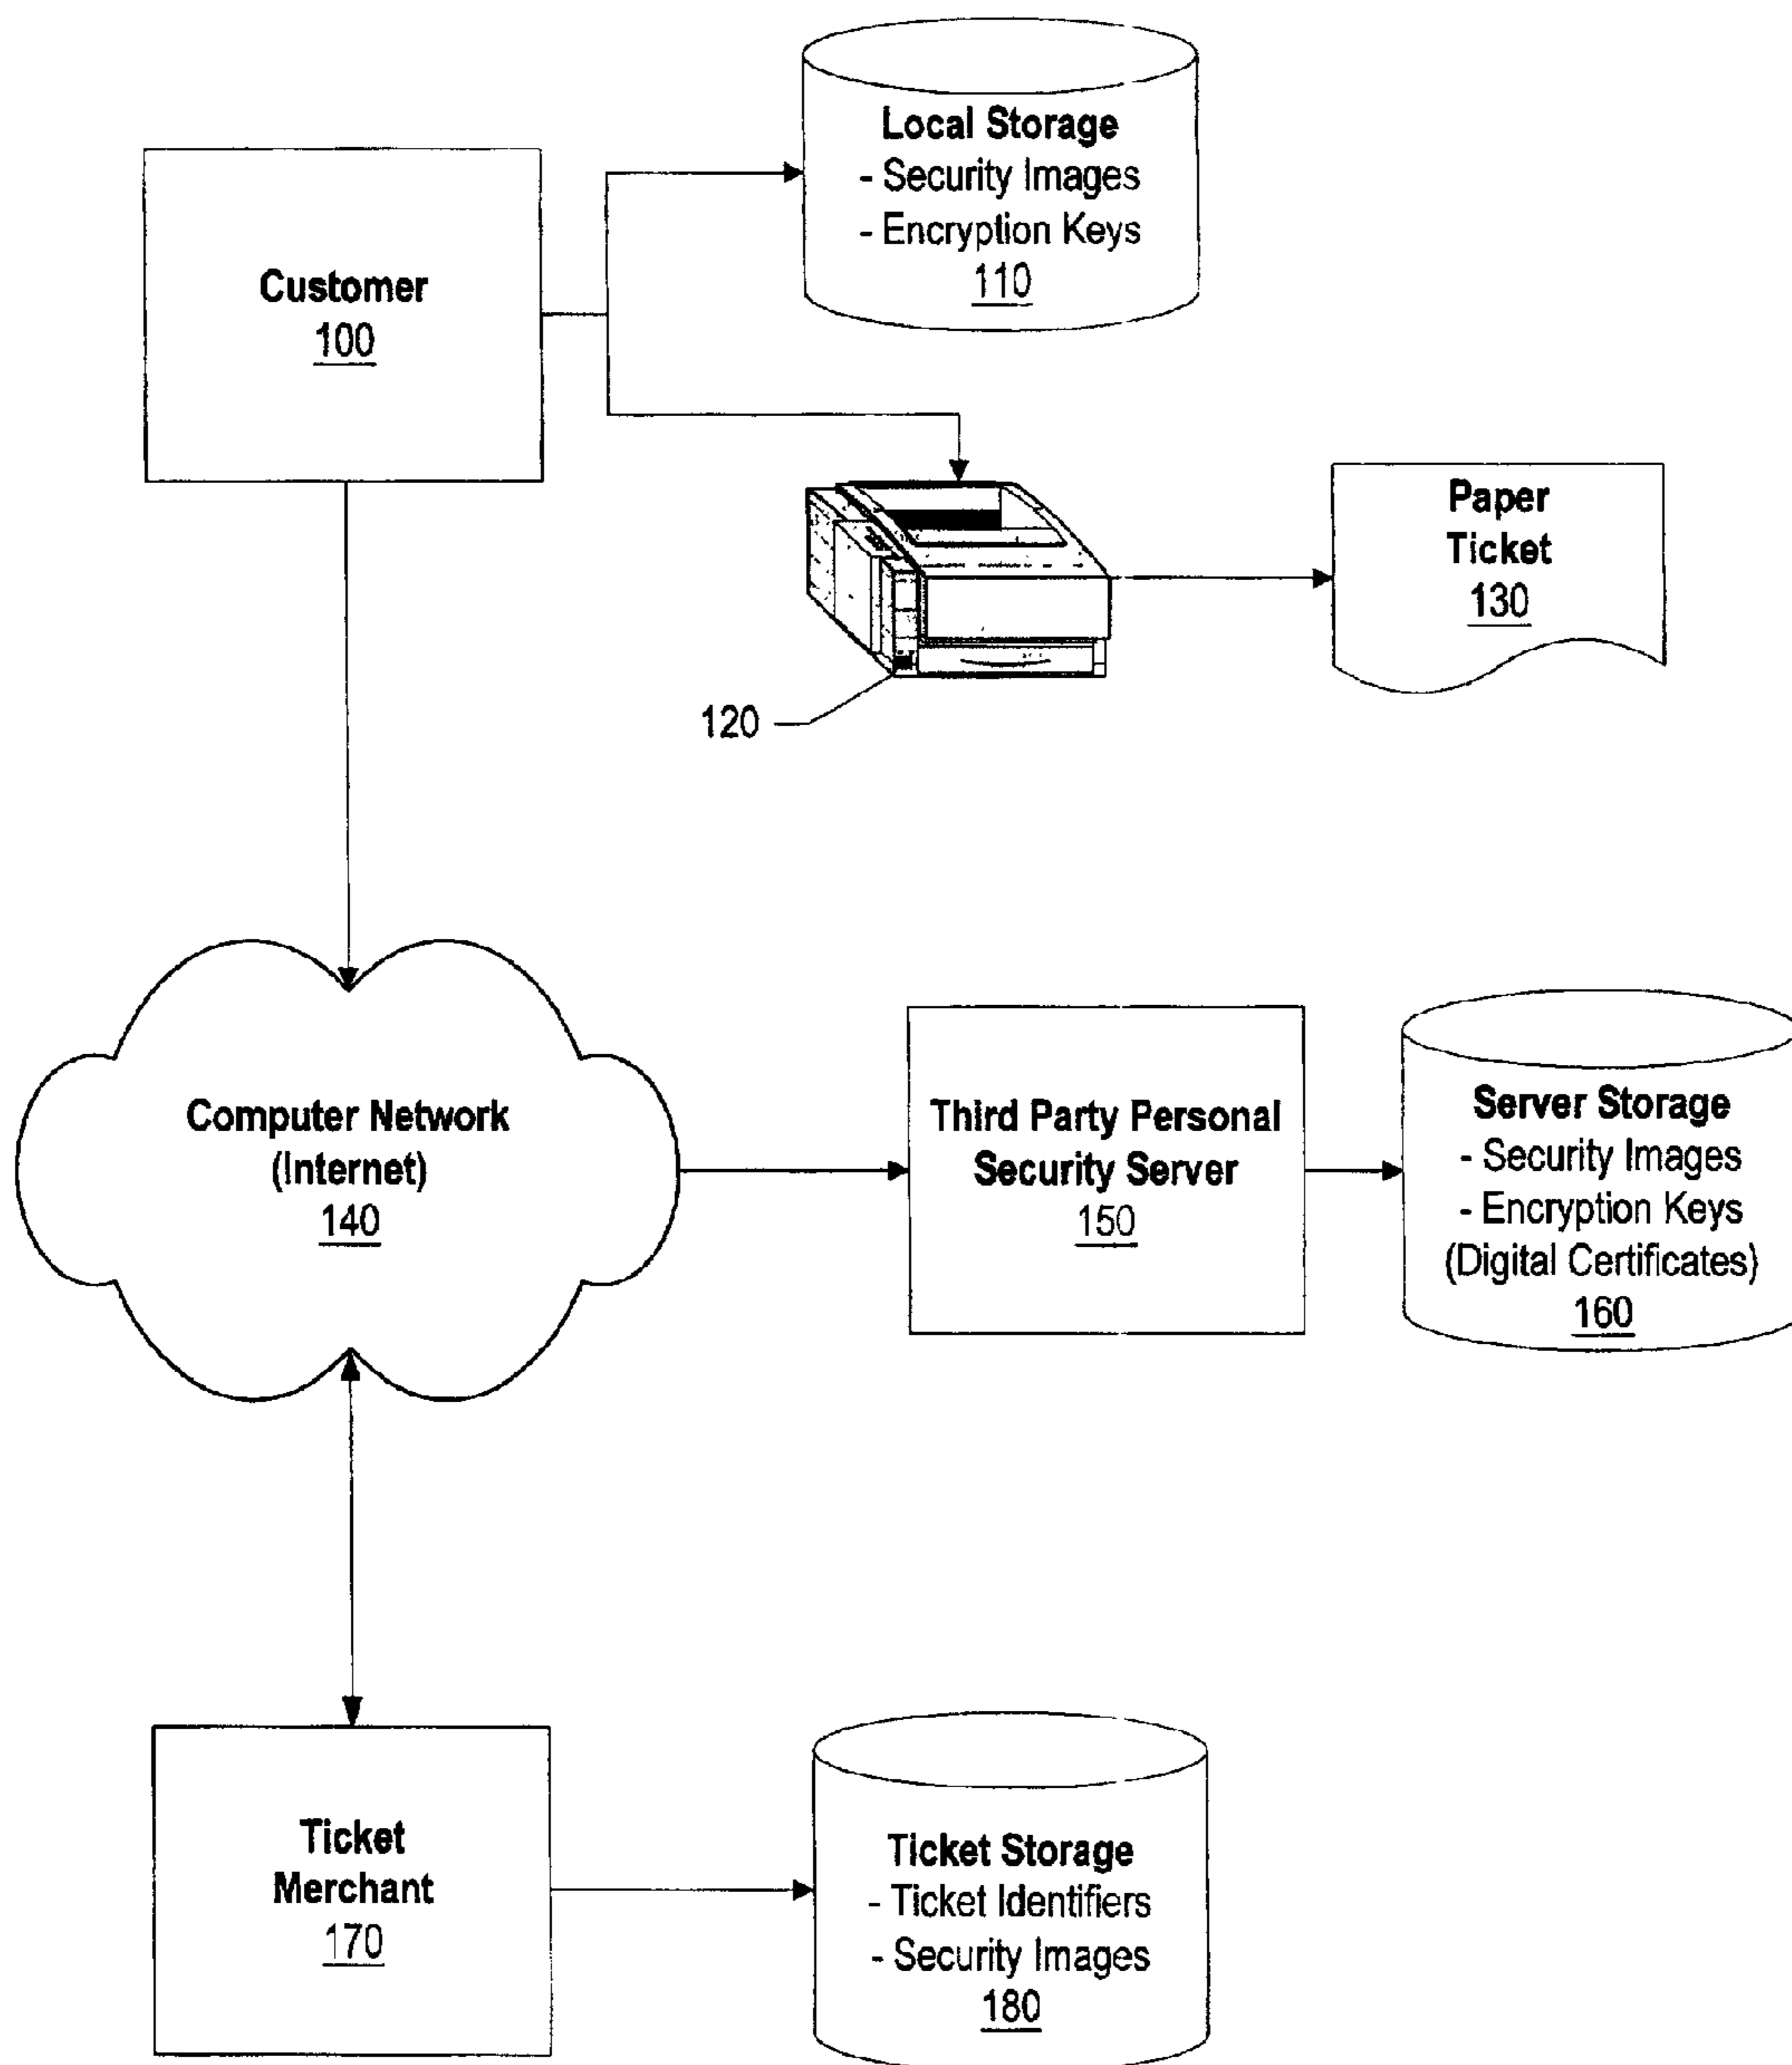 Local Storage
- Security Images
- Encryption Keys
110
Customer
100
Paper
Ticket
130
120
Computer Network
(Internet)
140
Third Party Personal
Security Server
150
Server Storage
- Security Images
- Encryption Keys
(Digital Certificates)
160
Ticket
Merchant
170
Ticket Storage
- Ticket Identifiers
- Security Images
180